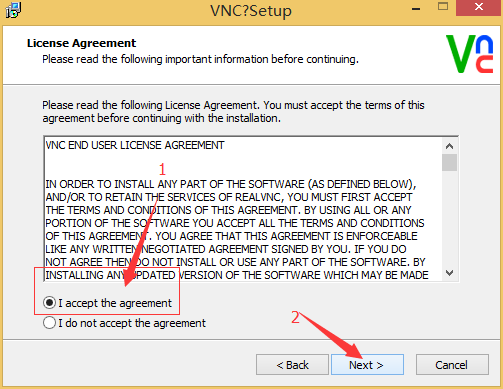 VNC?Setup
License Agreement
Please read the following important information before continuing.
Vnc
Please read the following License Agreement. You must accept the terms of this
agreement before continuing with the installation.
VNC END USER LICENSE AGREEMENT
1
IN ORDER TO INSTALL ANY PART OF THE SOFTWARE (AS DEFINED BELOW),
AND/OR TO RETAIN THE SERVICES OF REALVNC, YOU MUST FIRST ACCEPT
THE TERMS AND CONDITIONS OF THIS AGREEMENT. BY USING ALL OR ANY
PORTION OF THE SOFTWARE YOU ACCEPT ALL THE TERMS AND CONDITIONS
OF THIS AGREEMENT. YOU AGREE THAT THIS AGREEMENT IS ENFORCEABLE
LIKE ANY WRITTEN NEGOTIATED AGREEMENT SIGNED BY YOU. IF YOU DO
NOT AGREE THEN DO NOT INSTALL OR USE ANY PART OF THE SOFTWARE. BY
INSTALLING ANY UPDATED VERSION OF THE SOFTWARE WHICH MAY BE MADE
I accept the agreement
I do not accept the agreement
2
< Back
Next >
Cancel